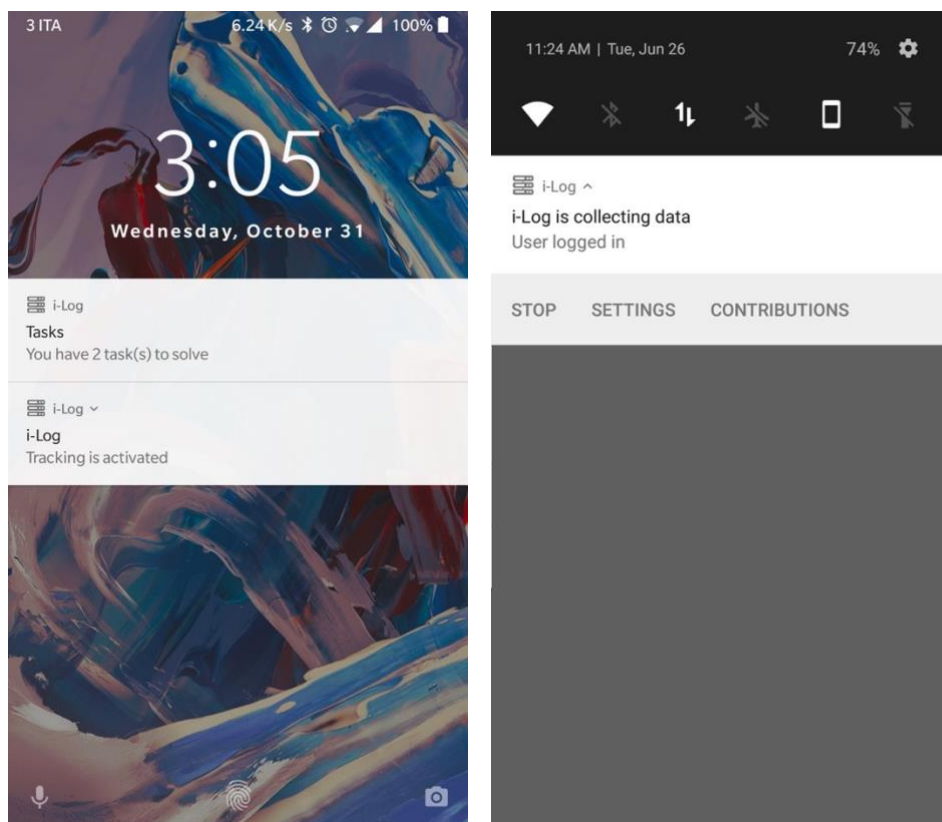 3 ITA 6.24 K/s 100%
3:05
Wednesday, October 31
i-Log
Tasks
You have 2 task(s) to solve
i-Log
i-Log
Tracking is activated
11:24 AM | Tue, Jun 26 74%
i-Log
i-Log is collecting data
User logged in
STOP SETTINGS CONTRIBUTIONS